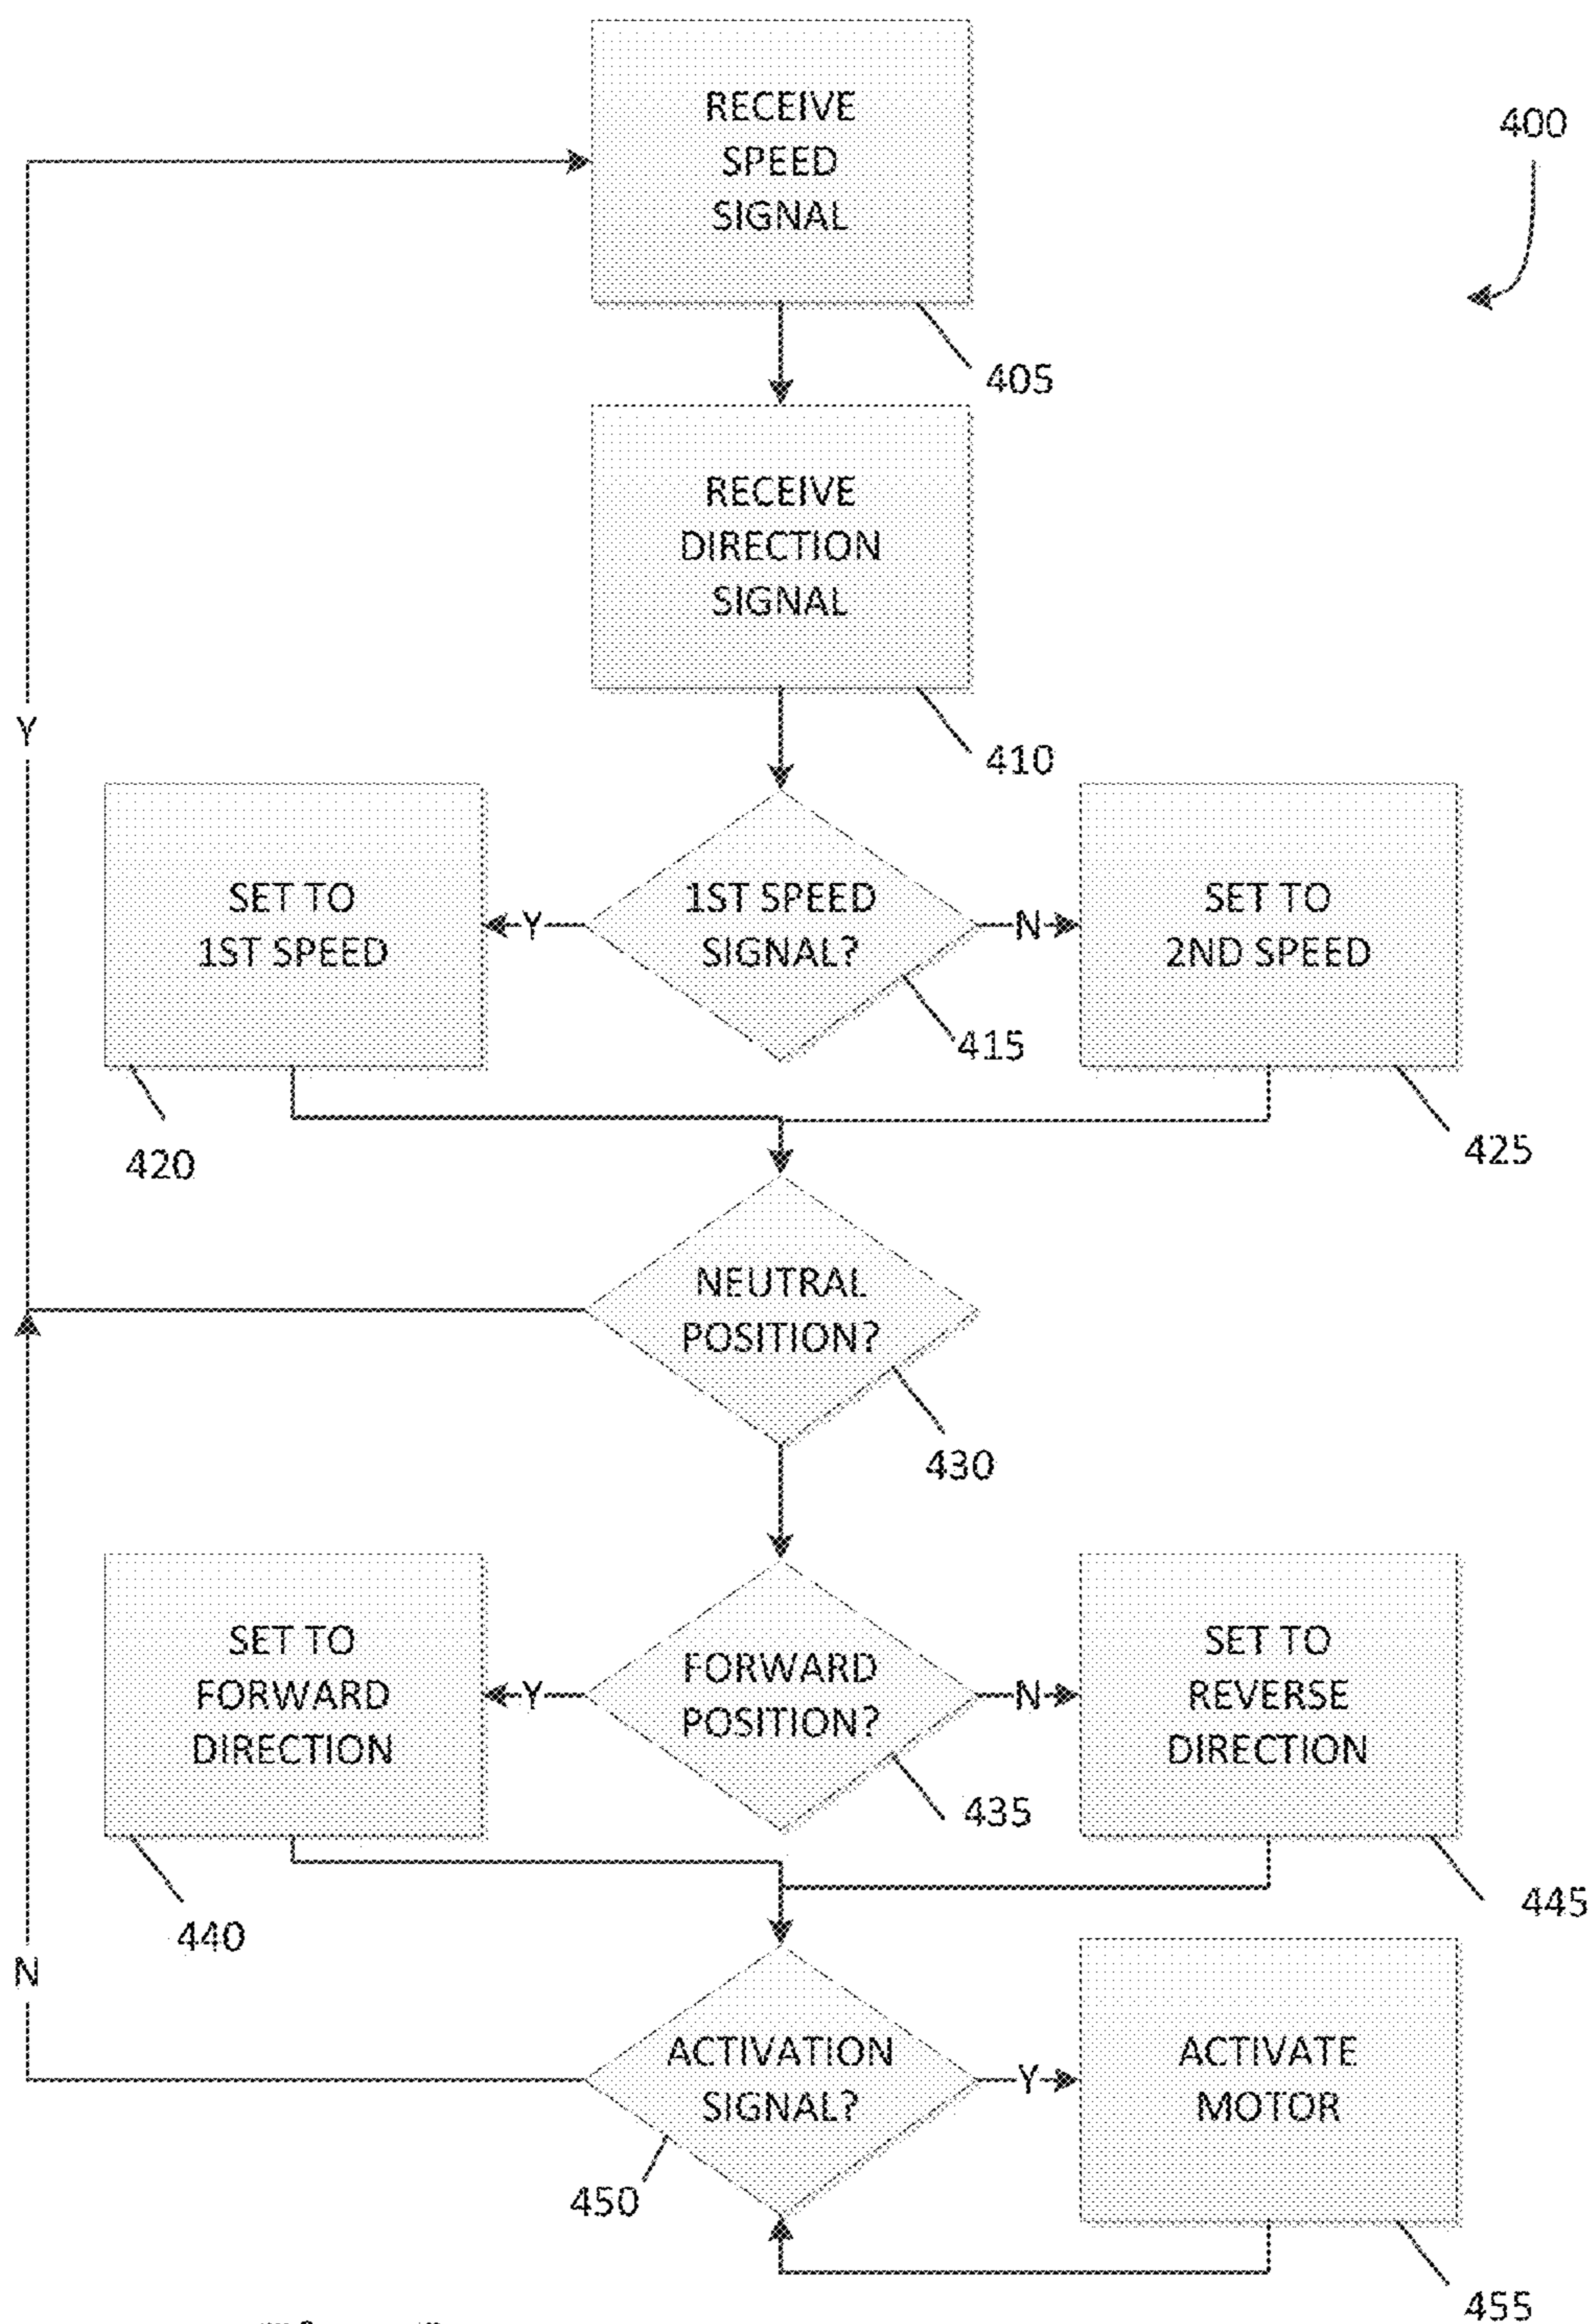 RECEIVE
SPEED
SIGNAL
400
405
RECEIVE
DIRECTION
SIGNAL
Y
410
SET TO
1ST SPEED
Y
1ST SPEED
SIGNAL?
N
SET TO
2ND SPEED
415
420
425
NEUTRAL
POSITION?
430
SET TO
FORWARD
DIRECTION
Y
FORWARD
POSITION?
N
SET TO
REVERSE
DIRECTION
435
440
445
N
ACTIVATION
SIGNAL?
Y
ACTIVATE
MOTOR
450
455